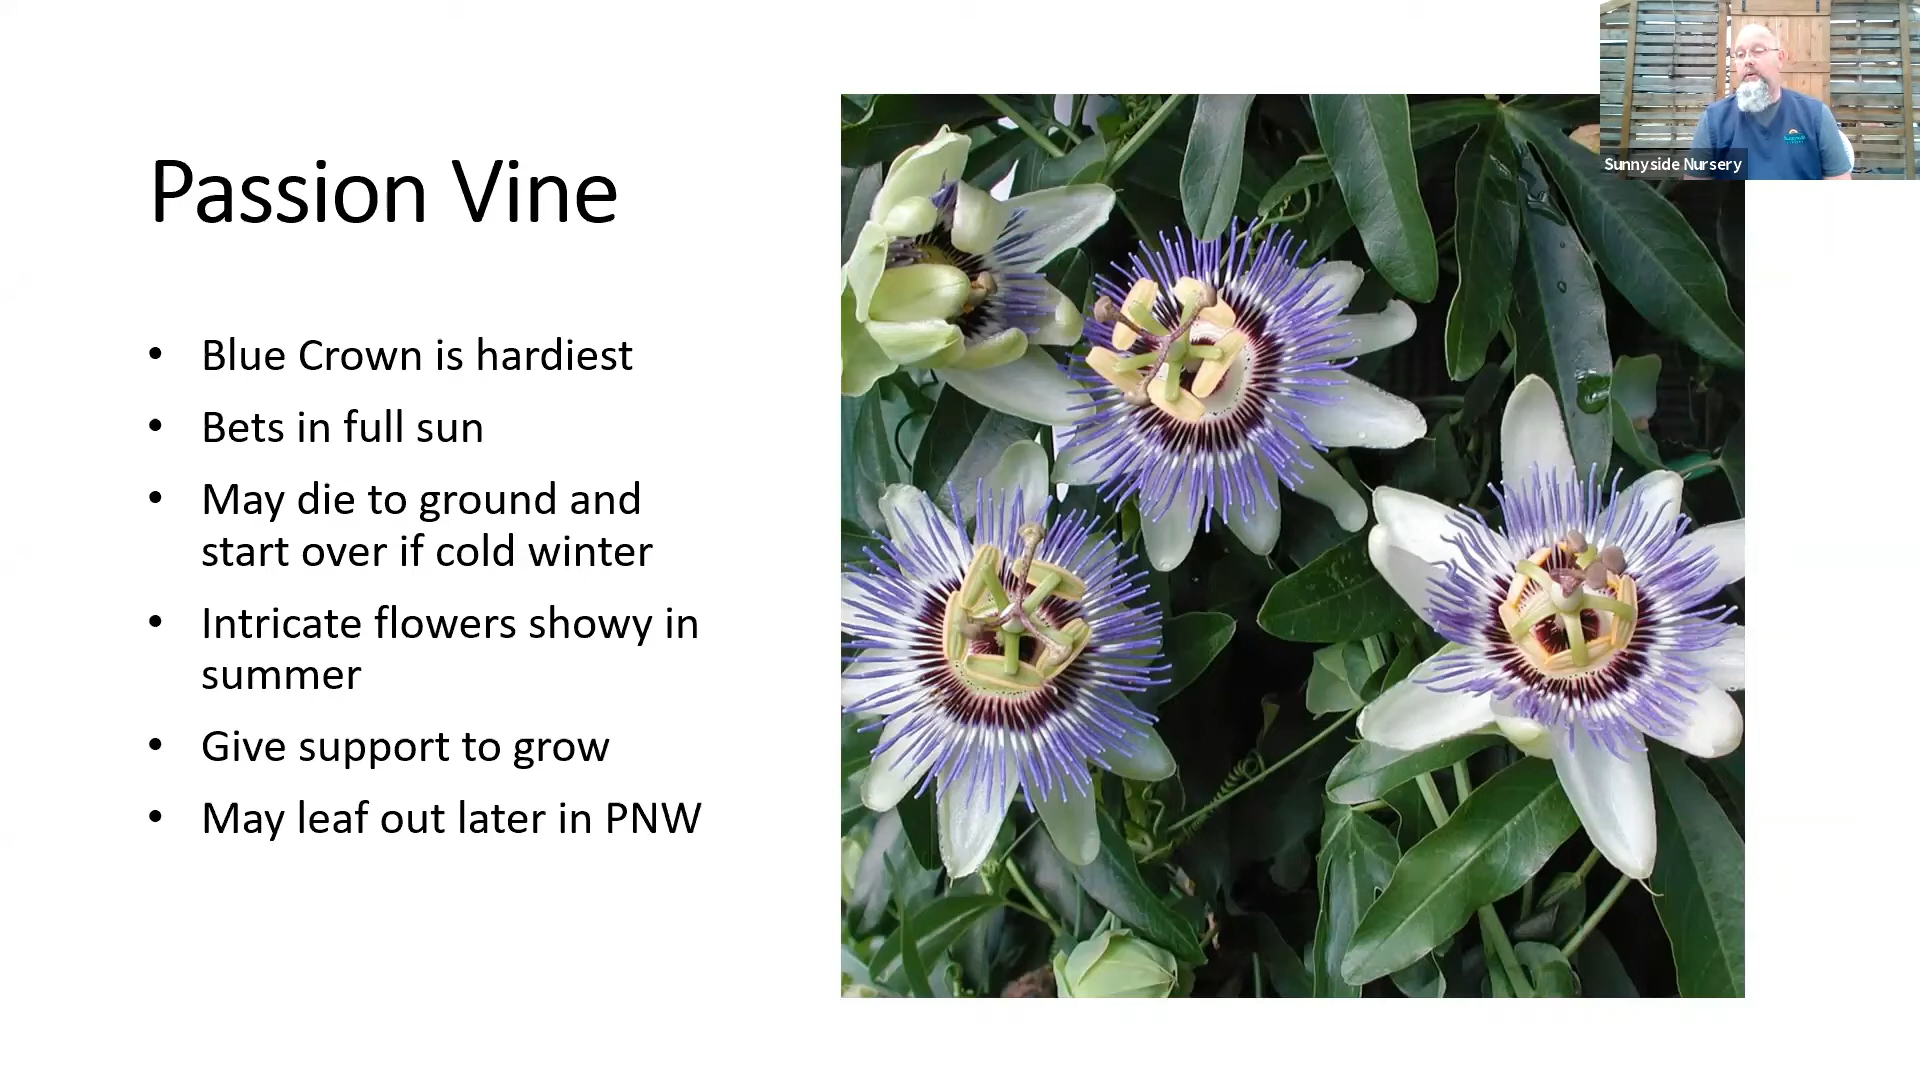 Passion Vine
• Blue Crown is hardiest
• Bets in full sun
• May die to ground and
start over if cold winter
• Intricate flowers showy in
summer
• Give support to grow
• May leaf out later in PNW
Sunnyside Nursery